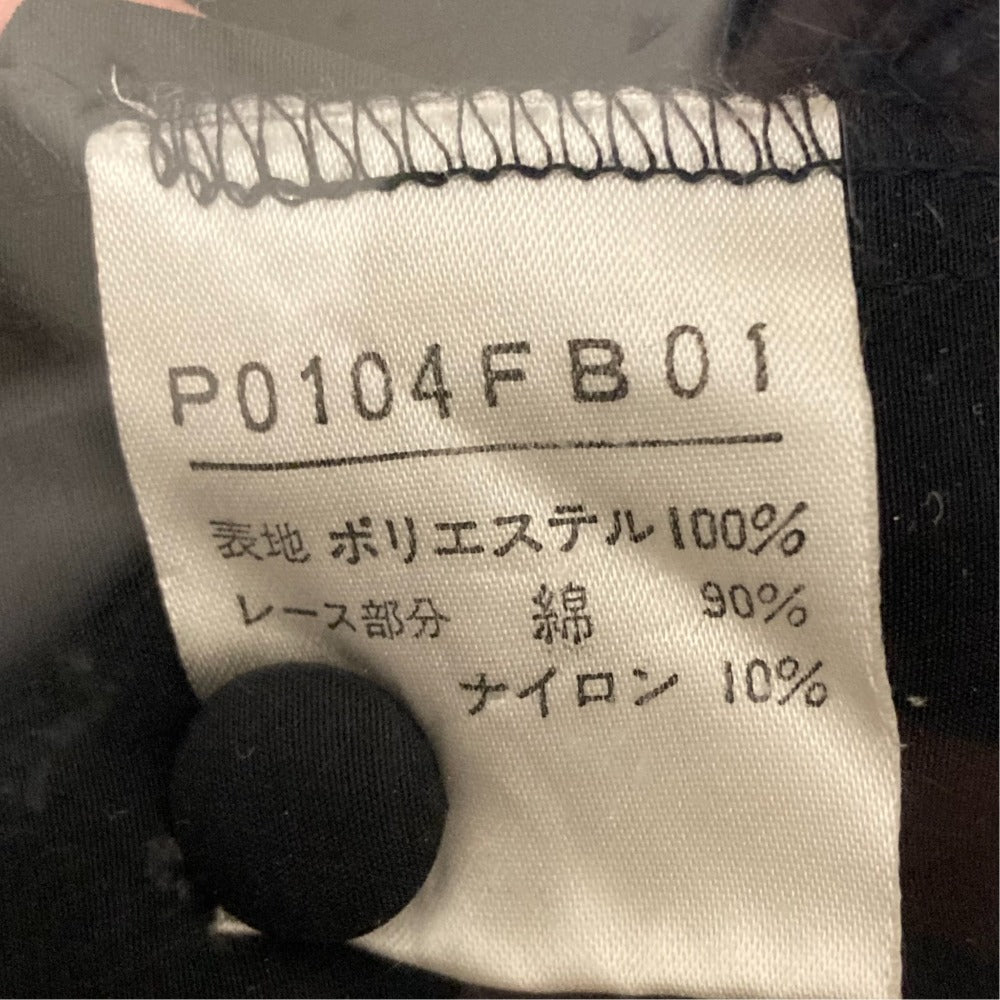 P0104FB01
表地 ポリエステル100%
レース部分 綿 90%
ナイロン 10%